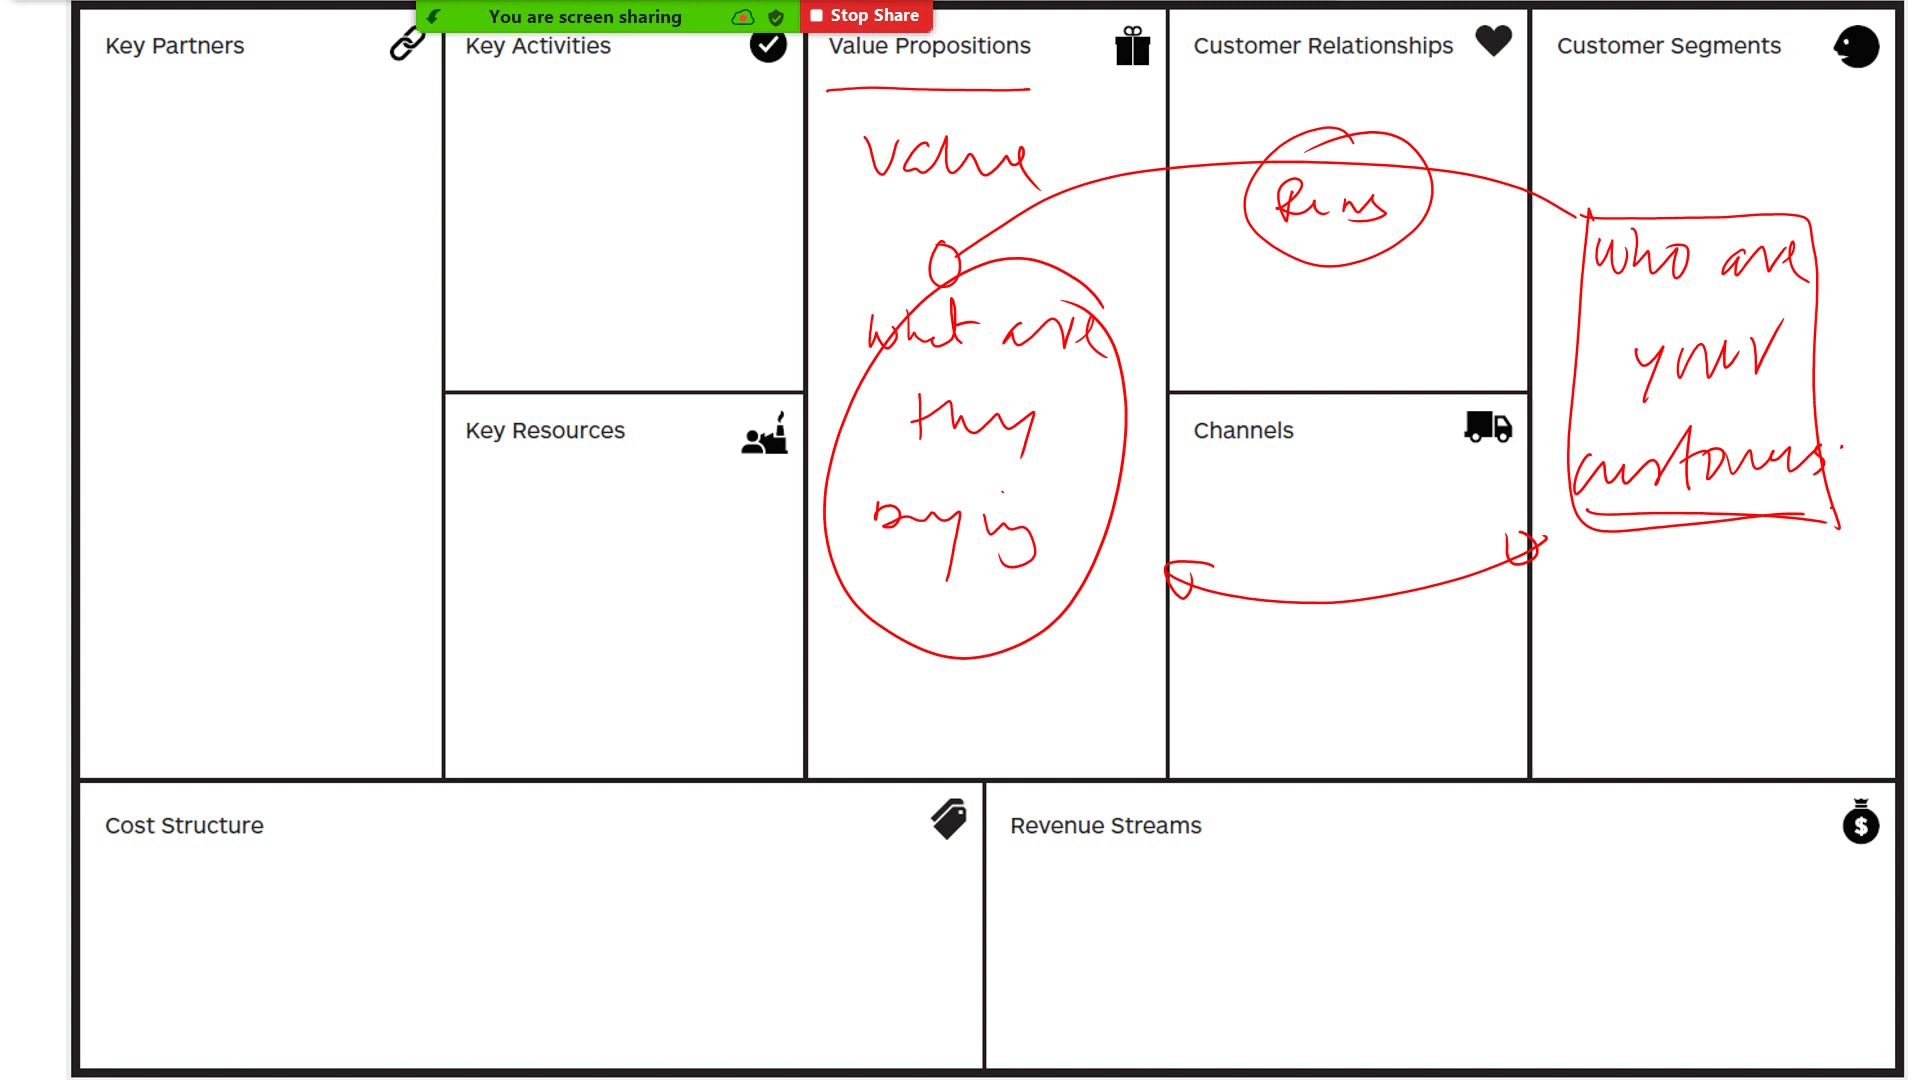 You are screen sharing
Stop Share
Key Partners
Key Activities
Value Propositions
Customer Relationships
Customer Segments
Value
what are
they
buying
who are
your
customers
Key Resources
Channels
Cost Structure
Revenue Streams
$